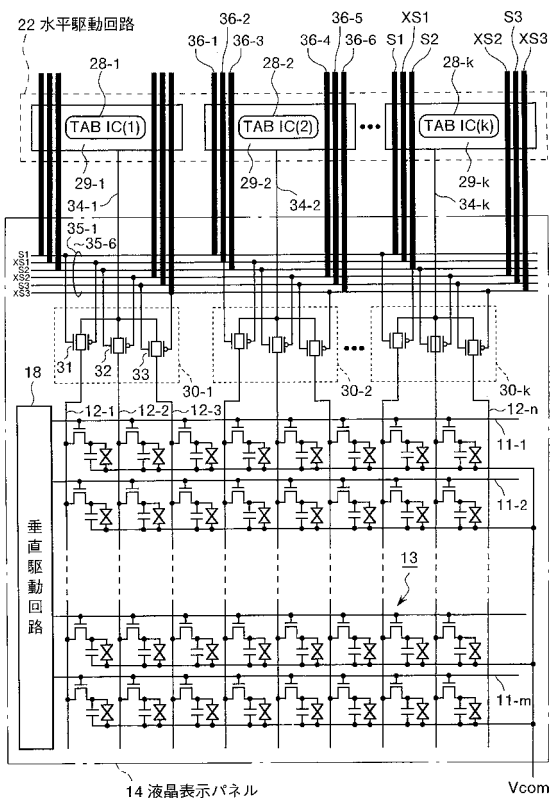 22 水平駆動回路
36-1
36-2
36-3
36-4
36-5
36-6
S1
XS1
S2
XS2
S3
XS3
28-1
28-2
28-k
TAB IC(1)
TAB IC(2)
TAB IC(k)
29-1
29-2
29-k
34-1
34-2
34-k
35-1
35-6
S1
XS1
S2
XS2
S3
XS3
31
32
33
30-1
30-2
30-k
18
垂直駆動回路
12-1
12-2
12-3
12-n
11-1
11-2
13
11-m
14 液晶表示パネル
Vcom